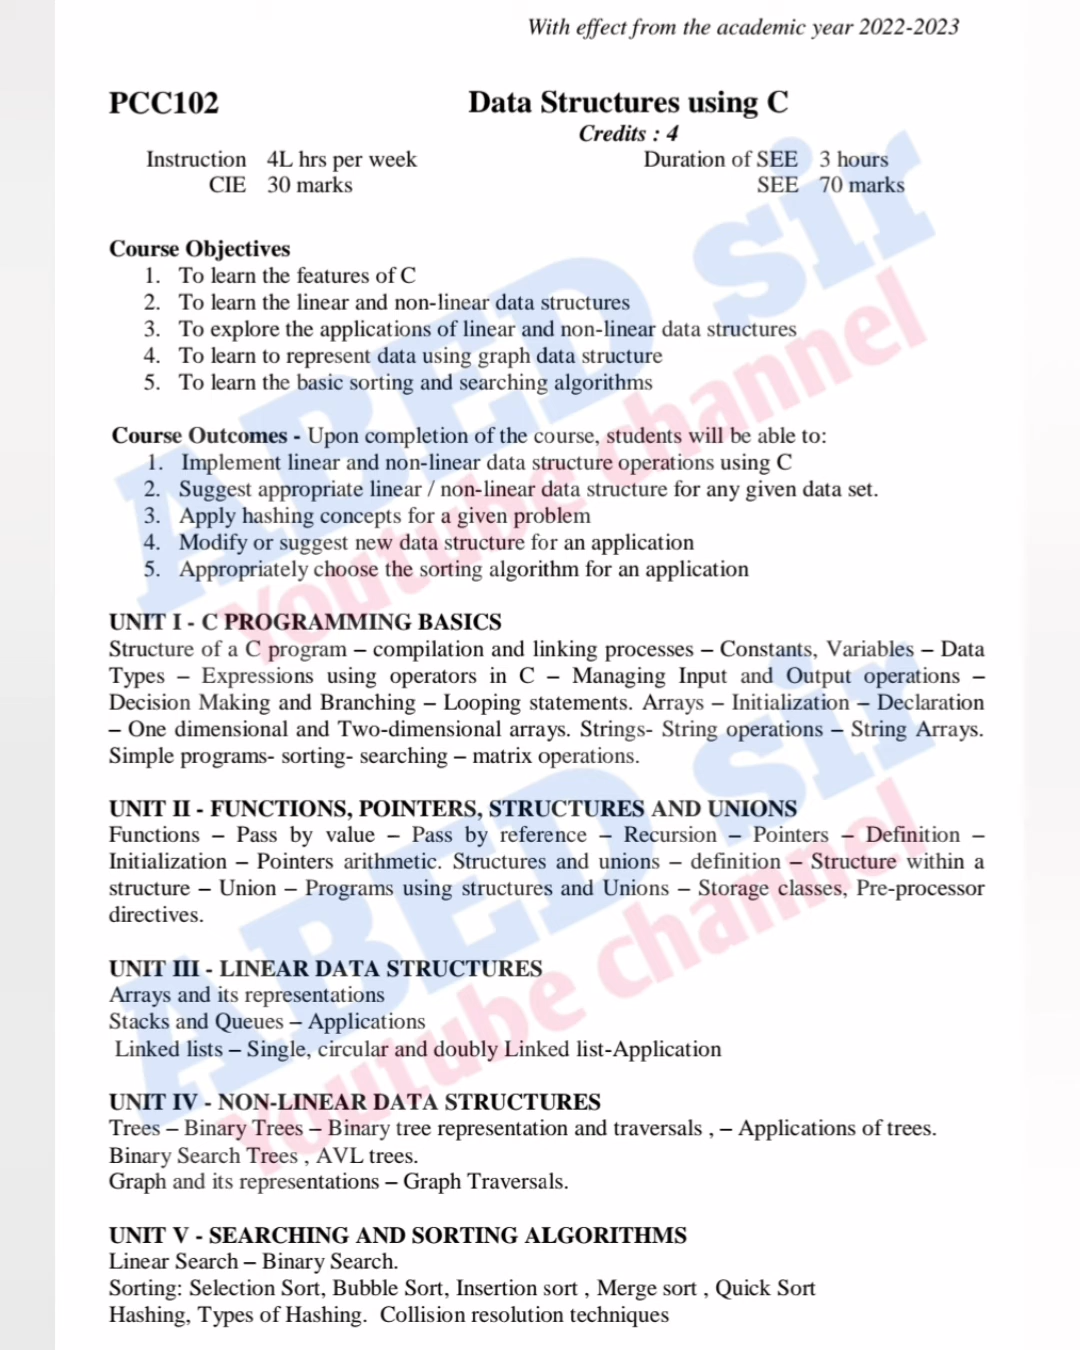 With effect from the academic year 2022-2023
PCC102 Data Structures using C
Credits : 4
Instruction 4L hrs per week Duration of SEE 3 hours
CIE 30 marks SEE 70 marks
Course Objectives
1. To learn the features of C
2. To learn the linear and non-linear data structures
3. To explore the applications of linear and non-linear data structures
4. To learn to represent data using graph data structure
5. To learn the basic sorting and searching algorithms
Course Outcomes - Upon completion of the course, students will be able to:
1. Implement linear and non-linear data structure operations using C
2. Suggest appropriate linear / non-linear data structure for any given data set.
3. Apply hashing concepts for a given problem
4. Modify or suggest new data structure for an application
5. Appropriately choose the sorting algorithm for an application
UNIT I - C PROGRAMMING BASICS
Structure of a C program – compilation and linking processes – Constants, Variables – Data
Types – Expressions using operators in C – Managing Input and Output operations –
Decision Making and Branching – Looping statements. Arrays – Initialization – Declaration
– One dimensional and Two-dimensional arrays. Strings- String operations – String Arrays.
Simple programs- sorting- searching – matrix operations.
UNIT II - FUNCTIONS, POINTERS, STRUCTURES AND UNIONS
Functions – Pass by value – Pass by reference – Recursion – Pointers – Definition –
Initialization – Pointers arithmetic. Structures and unions – definition – Structure within a
structure – Union – Programs using structures and Unions – Storage classes, Pre-processor
directives.
UNIT III - LINEAR DATA STRUCTURES
Arrays and its representations
Stacks and Queues – Applications
Linked lists – Single, circular and doubly Linked list-Application
UNIT IV - NON-LINEAR DATA STRUCTURES
Trees – Binary Trees – Binary tree representation and traversals , – Applications of trees.
Binary Search Trees , AVL trees.
Graph and its representations – Graph Traversals.
UNIT V - SEARCHING AND SORTING ALGORITHMS
Linear Search – Binary Search.
Sorting: Selection Sort, Bubble Sort, Insertion sort , Merge sort , Quick Sort
Hashing, Types of Hashing. Collision resolution techniques
ABED sir
Youtube channel
ABED sir
Youtube channel